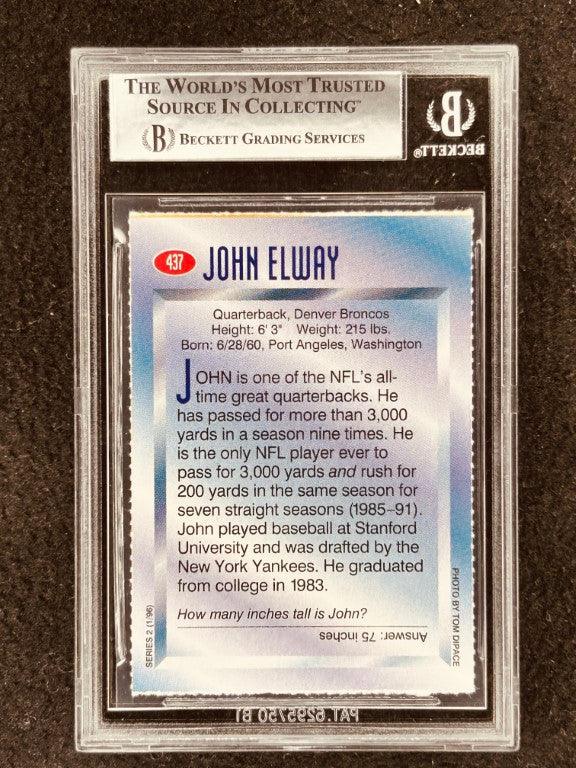 THE WORLD'S MOST TRUSTED
SOURCE IN COLLECTING™
B BECKETT GRADING SERVICES
B
BECKETT®
437 JOHN ELWAY
Quarterback, Denver Broncos
Height: 6' 3" Weight: 215 lbs.
Born: 6/28/60, Port Angeles, Washington
JOHN is one of the NFL's all-
time great quarterbacks. He
has passed for more than 3,000
yards in a season nine times. He
is the only NFL player ever to
pass for 3,000 yards and rush for
200 yards in the same season for
seven straight seasons (1985–91).
John played baseball at Stanford
University and was drafted by the
New York Yankees. He graduated
from college in 1983.
How many inches tall is John?
Answer: 75 inches
SERIES 2 (1/96)
PHOTO BY TOM DIPACE
PAT.6295750 B1